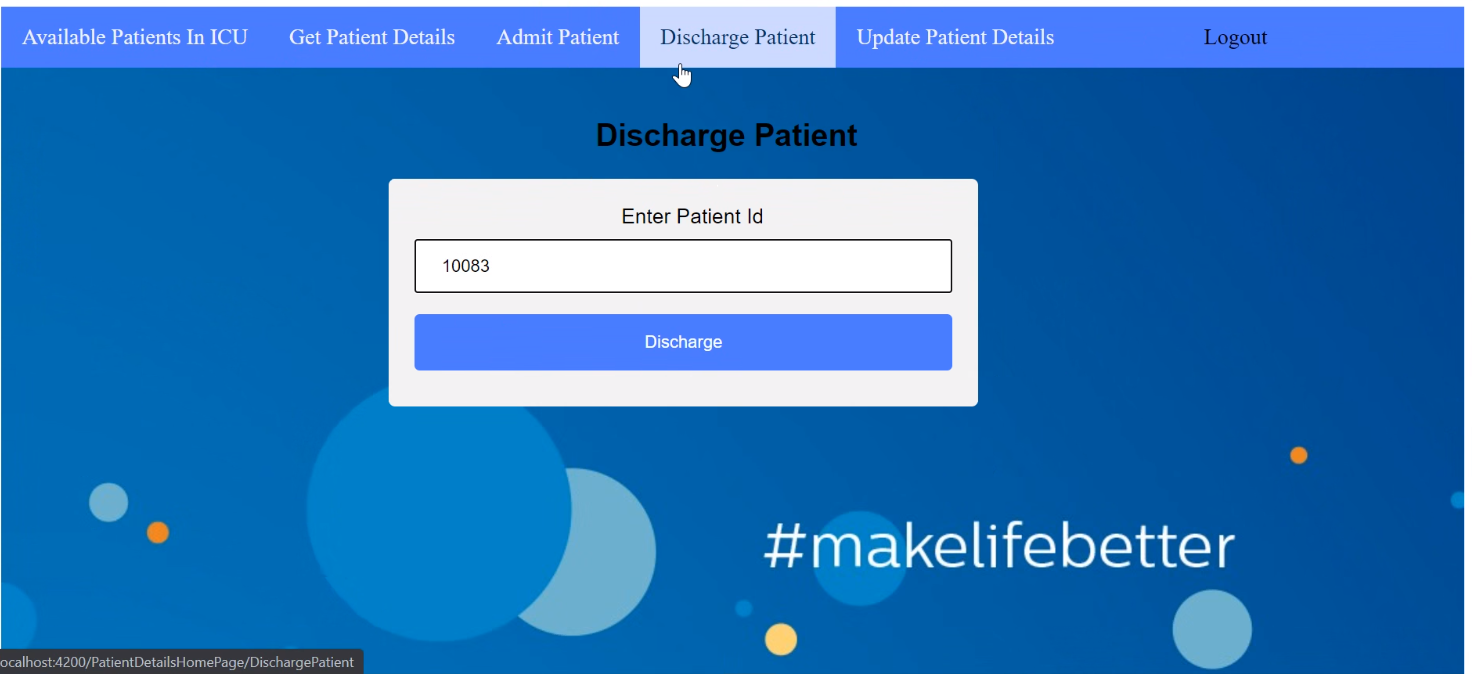 Available Patients In ICU Get Patient Details Admit Patient Discharge Patient Update Patient Details Logout
Discharge Patient
Enter Patient Id
10083
Discharge
#makelifebetter
ocalhost:4200/PatientDetailsHomePage/DischargePatient